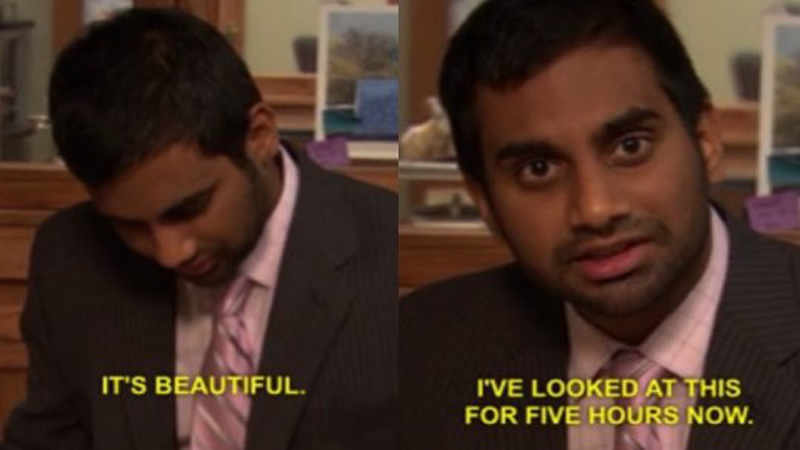 IT'S BEAUTIFUL.
I'VE LOOKED AT THIS
FOR FIVE HOURS NOW.